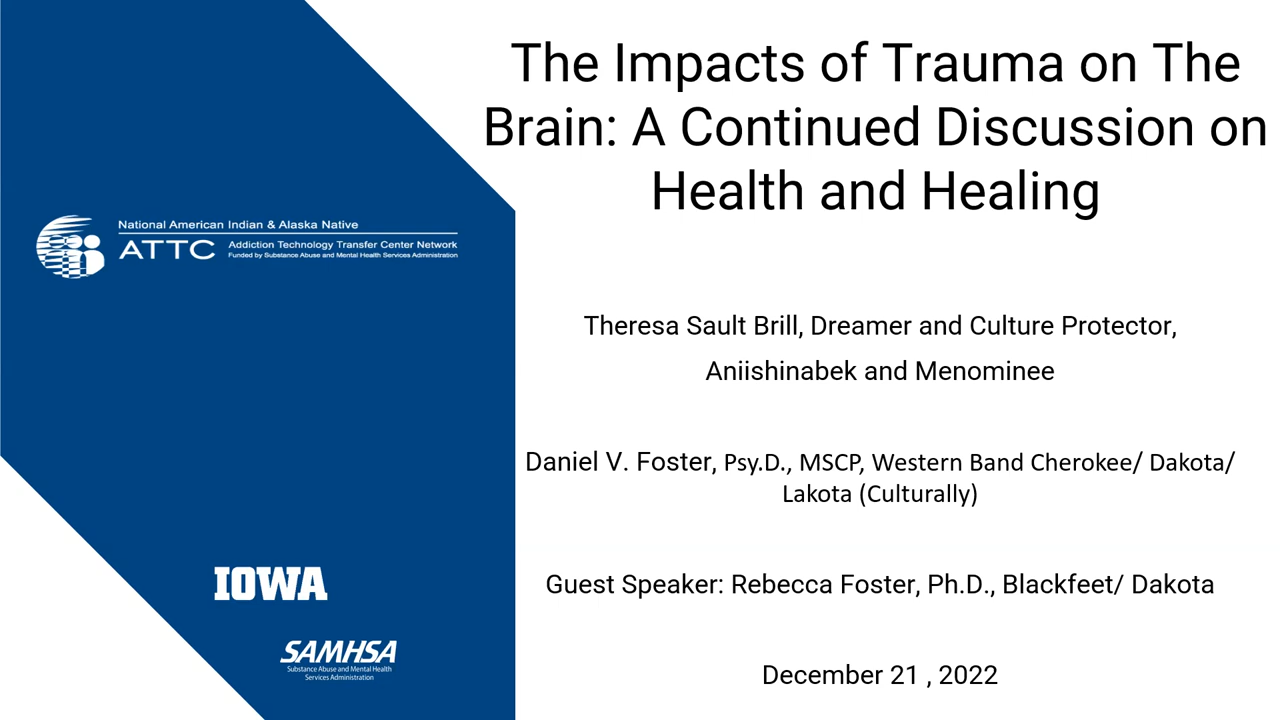 The Impacts of Trauma on The
Brain: A Continued Discussion on
Health and Healing
National American Indian & Alaska Native
ATTC
Addiction Technology Transfer Center Network
Funded by Substance Abuse and Mental Health Services Administration
Theresa Sault Brill, Dreamer and Culture Protector,
Aniishinabek and Menominee
Daniel V. Foster, Psy.D., MSCP, Western Band Cherokee/ Dakota/
Lakota (Culturally)
Guest Speaker: Rebecca Foster, Ph.D., Blackfeet/ Dakota
December 21 , 2022
IOWA
SAMHSA
Substance Abuse and Mental Health
Services Administration